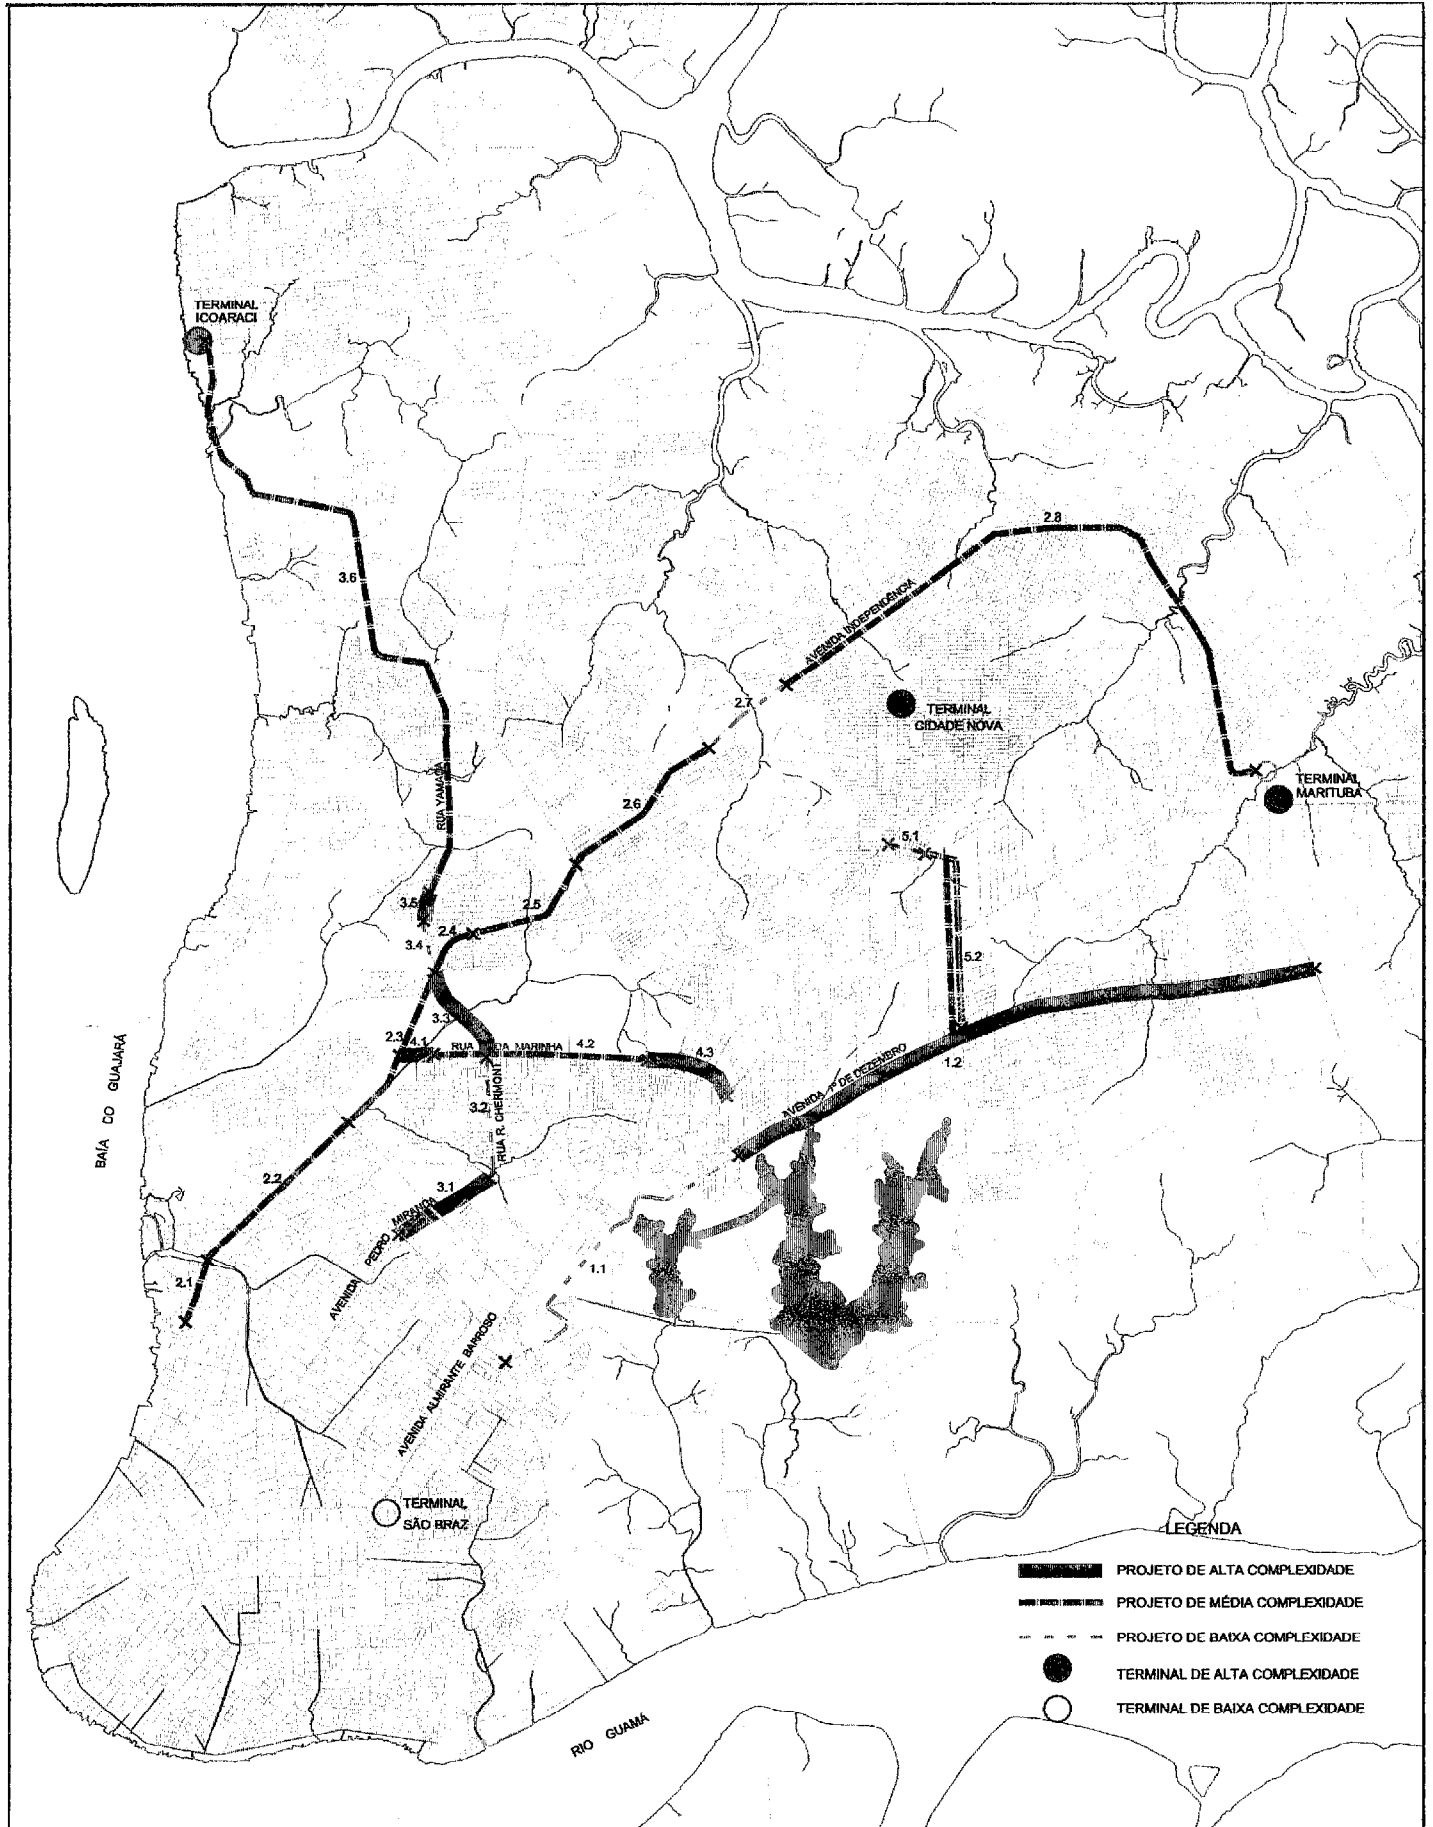 TERMINAL
ICOARACI
2.8
3.6
AVENIDA INDEPENDÊNCIA
2.7
TERMINAL
CIDADE NOVA
TERMINAL
MARITUBA
RUA YAMADA
2.6
5.1
3.5
2.5
2.4
3.4
5.2
3.3
2.3
4.1
RUA DA MARINHA
4.2
4.3
AVENIDA 1º DE DEZEMBRO
1.2
BAÍA DO GUAJARÁ
3.2
RUA R. CHERMONT
2.2
3.1
AVENIDA PEDRO MIRANDA
2.1
1.1
AVENIDA ALMIRANTE BARROSO
TERMINAL
SÃO BRAZ
LEGENDA
PROJETO DE ALTA COMPLEXIDADE
PROJETO DE MÉDIA COMPLEXIDADE
PROJETO DE BAIXA COMPLEXIDADE
TERMINAL DE ALTA COMPLEXIDADE
TERMINAL DE BAIXA COMPLEXIDADE
RIO GUAMÁ